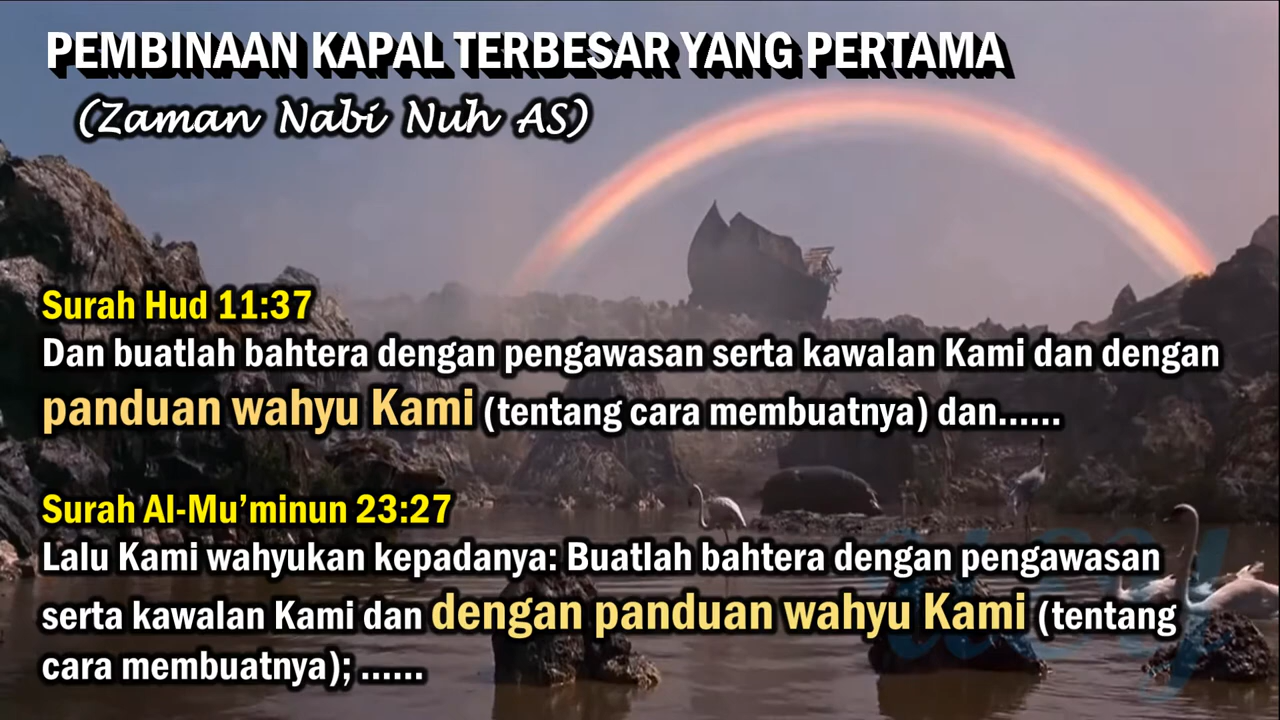 PEMBINAAN KAPAL TERBESAR YANG PERTAMA
(Zaman Nabi Nuh AS)
Surah Hud 11:37
Dan buatlah bahtera dengan pengawasan serta kawalan Kami dan dengan
panduan wahyu Kami (tentang cara membuatnya) dan......
Surah Al-Mu’minun 23:27
Lalu Kami wahyukan kepadanya: Buatlah bahtera dengan pengawasan
serta kawalan Kami dan dengan panduan wahyu Kami (tentang
cara membuatnya); ......